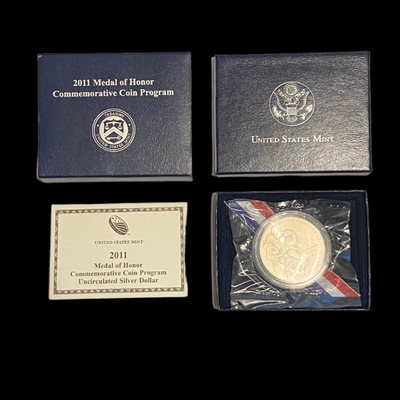 2011 Medal of Honor
Commemorative Coin Program
UNITED STATES MINT
UNITED STATES MINT
2011
Medal of Honor
Commemorative Coin Program
Uncirculated Silver Dollar